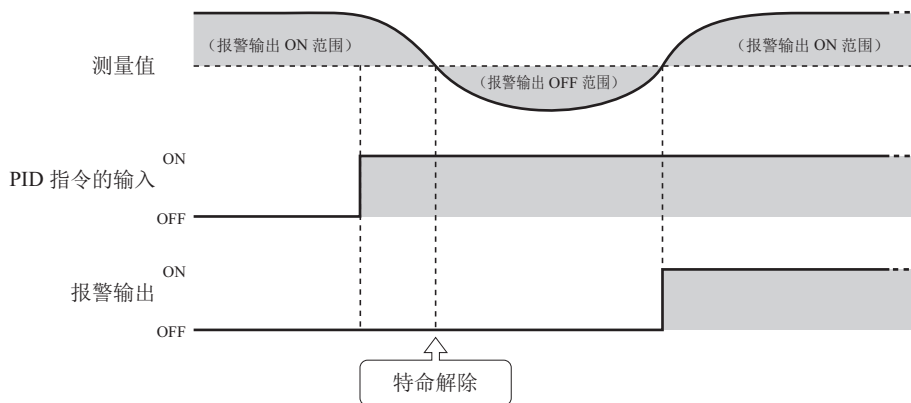 （报警输出 ON 范围）
（报警输出 ON 范围）
测量值
（报警输出 OFF 范围）
ON
PID 指令的输入
OFF
ON
报警输出
OFF
特命解除